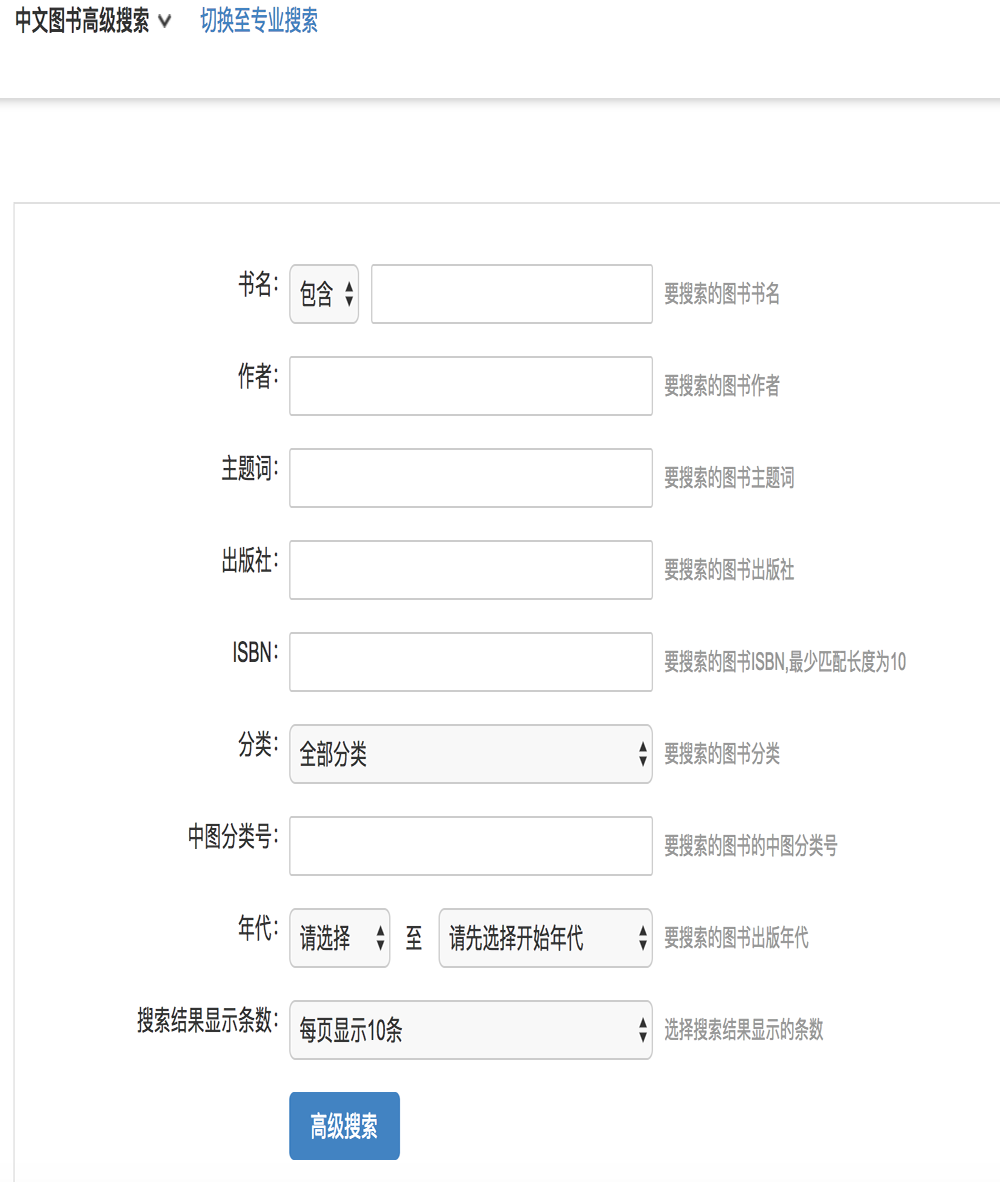 中文图书高级搜索 切换至专业搜索
书名： 包含 要搜索的图书书名
作者： 要搜索的图书作者
主题词： 要搜索的图书主题词
出版社： 要搜索的图书出版社
ISBN： 要搜索的图书ISBN,最少匹配长度为10
分类： 全部分类 要搜索的图书分类
中图分类号： 要搜索的图书的中图分类号
年代： 请选择 至 请先选择开始年代 要搜索的图书出版年代
搜索结果显示条数： 每页显示10条 选择搜索结果显示的条数
高级搜索